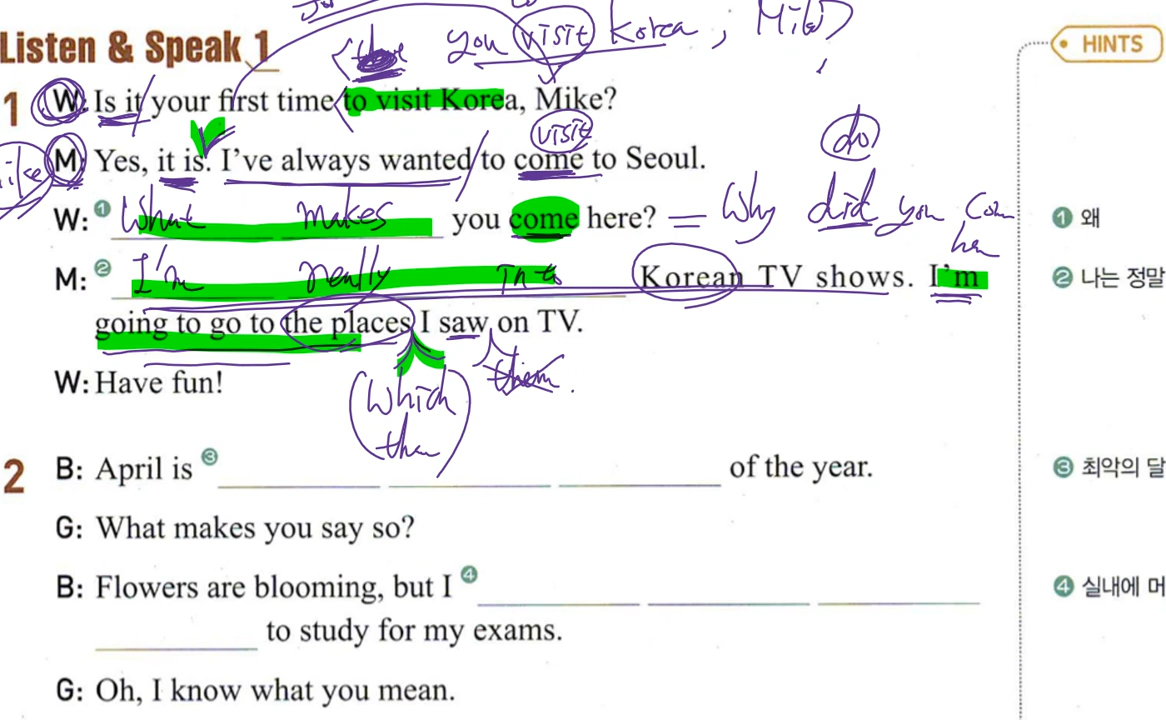 you visit Korea, Mike?
Listen & Speak 1
HINTS
1 W: Is it your first time to visit Korea, Mike?
visit
do
M: Yes, it is. I've always wanted to come to Seoul.
W: ❶ What makes you come here? = Why did you com
❶ 왜
M: ❷ I'm really into Korean TV shows. I'm
❷ 나는 정말
going to go to the places I saw on TV.
them.
W: Have fun!
(which
2 B: April is ❸ of the year.
❸ 최악의 달
G: What makes you say so?
B: Flowers are blooming, but I ❹
❹ 실내에 머
to study for my exams.
G: Oh, I know what you mean.